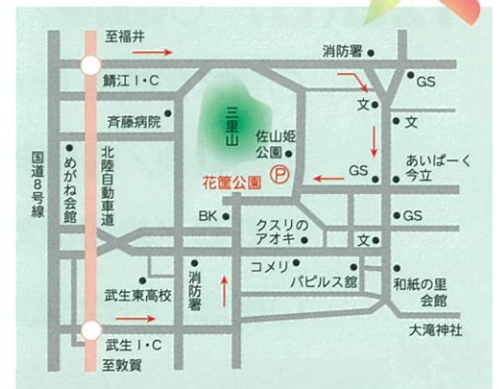 至福井
消防署
鯖江I・C
GS
斉藤病院
三里山
文
文
佐山姫
公園
あいぱーく
今立
GS
花筐公園
P
国道8号線
めがね会館
北陸自動車道
BK
クスリの
アオキ
GS
文
コメリ
パピルス館
和紙の里
会館
武生東高校
消防署
大滝神社
武生I・C
至敦賀